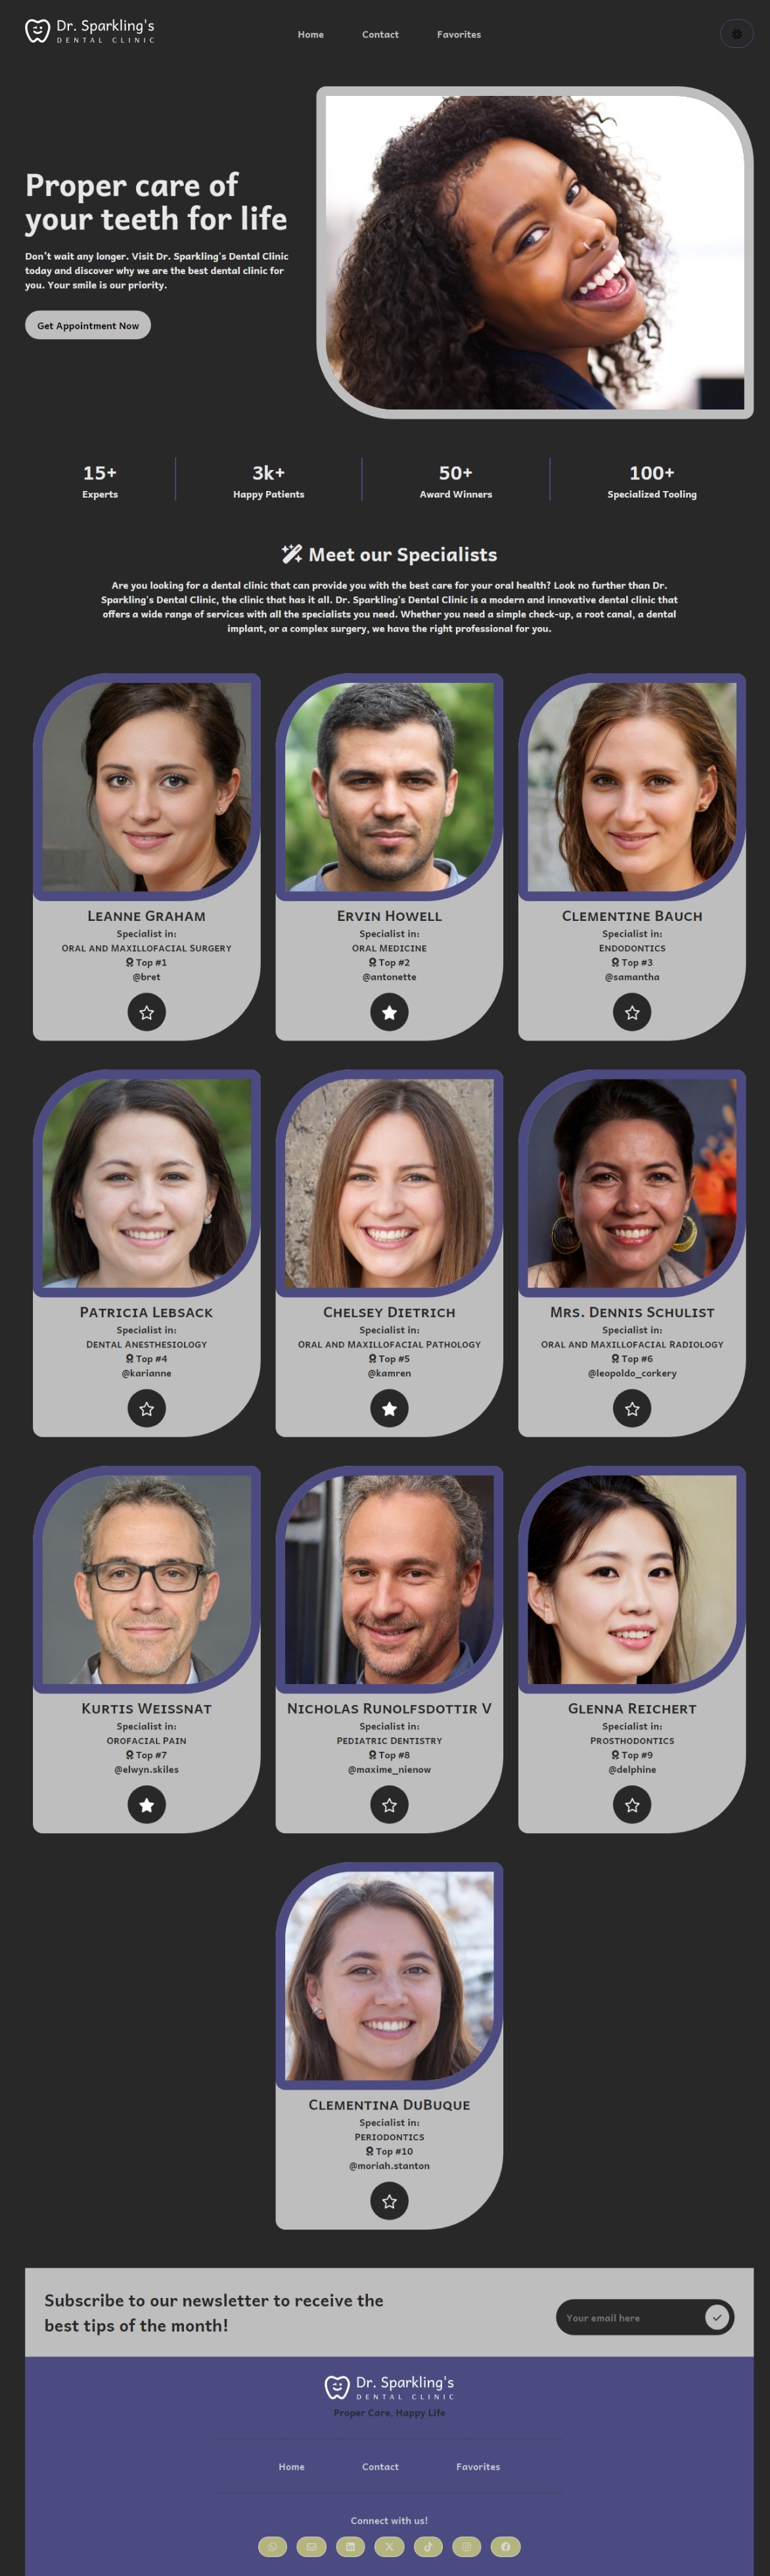 Dr. Sparkling's
DENTAL CLINIC
Home Contact Favorites
Proper care of
your teeth for life
Don't wait any longer. Visit Dr. Sparkling's Dental Clinic
today and discover why we are the best dental clinic for
you. Your smile is our priority.
Get Appointment Now
15+ 3k+ 50+ 100+
Experts Happy Patients Award Winners Specialized Tooling
Meet our Specialists
Are you looking for a dental clinic that can provide you with the best care for your oral health? Look no further than Dr.
Sparkling's Dental Clinic, the clinic that has it all. Dr. Sparkling's Dental Clinic is a modern and innovative dental clinic that
offers a wide range of services with all the specialists you need. Whether you need a simple check-up, a root canal, a dental
implant, or a complex surgery, we have the right professional for you.
LEANNE GRAHAM
Specialist in:
ORAL AND MAXILLOFACIAL SURGERY
Top #1
@bret
ERVIN HOWELL
Specialist in:
ORAL MEDICINE
Top #2
@antonette
CLEMENTINE BAUCH
Specialist in:
ENDODONTICS
Top #3
@samantha
PATRICIA LEBSACK
Specialist in:
DENTAL ANESTHESIOLOGY
Top #4
@karianne
CHELSEY DIETRICH
Specialist in:
ORAL AND MAXILLOFACIAL PATHOLOGY
Top #5
@kamren
MRS. DENNIS SCHULIST
Specialist in:
ORAL AND MAXILLOFACIAL RADIOLOGY
Top #6
@leopoldo_corkery
KURTIS WEISSNAT
Specialist in:
OROFACIAL PAIN
Top #7
@elwyn.skiles
NICHOLAS RUNOLFSDOTTIR V
Specialist in:
PEDIATRIC DENTISTRY
Top #8
@maxime_nienow
GLENNA REICHERT
Specialist in:
PROSTHODONTICS
Top #9
@delphine
CLEMENTINA DUBUQUE
Specialist in:
PERIODONTICS
Top #10
@moriah.stanton
Subscribe to our newsletter to receive the
best tips of the month!
Your email here
Dr. Sparkling's
DENTAL CLINIC
Proper Care, Happy Life
Home Contact Favorites
Connect with us!